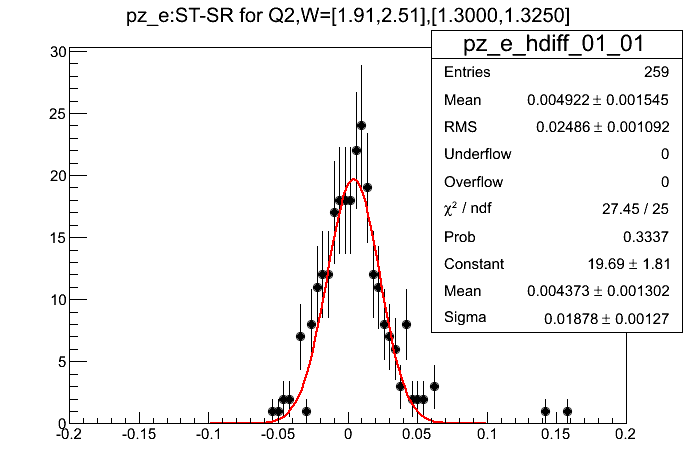 pz_e:ST-SR for Q2,W=[1.91,2.51],[1.3000,1.3250]
pz_e_hdiff_01_01
Entries 259
Mean 0.004922 ± 0.001545
RMS 0.02486 ± 0.001092
Underflow 0
Overflow 0
χ² / ndf 27.45 / 25
Prob 0.3337
Constant 19.69 ± 1.81
Mean 0.004373 ± 0.001302
Sigma 0.01878 ± 0.00127
30
25
20
15
10
5
0
-0.2 -0.15 -0.1 -0.05 0 0.05 0.1 0.15 0.2